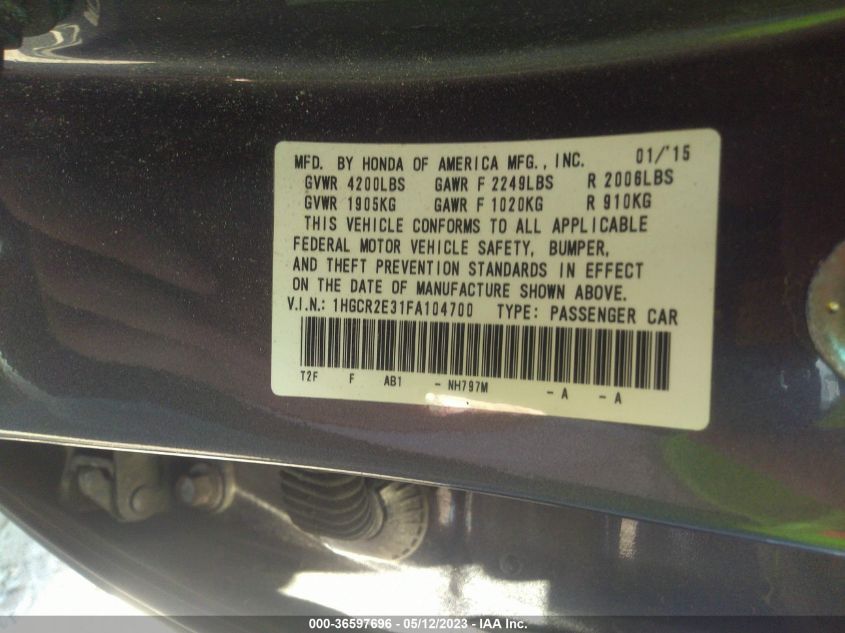 MFD. BY HONDA OF AMERICA MFG., INC. 01/'15
GVWR 4200LBS GAWR F 2249LBS R 2006LBS
GVWR 1905KG GAWR F 1020KG R 910KG
THIS VEHICLE CONFORMS TO ALL APPLICABLE
FEDERAL MOTOR VEHICLE SAFETY, BUMPER,
AND THEFT PREVENTION STANDARDS IN EFFECT
ON THE DATE OF MANUFACTURE SHOWN ABOVE.
V.I.N.: 1HGCR2E31FA104700 TYPE: PASSENGER CAR
T2F F AB1 - NH797M - A - A
000-36597696 - 05/12/2023 - IAA Inc.